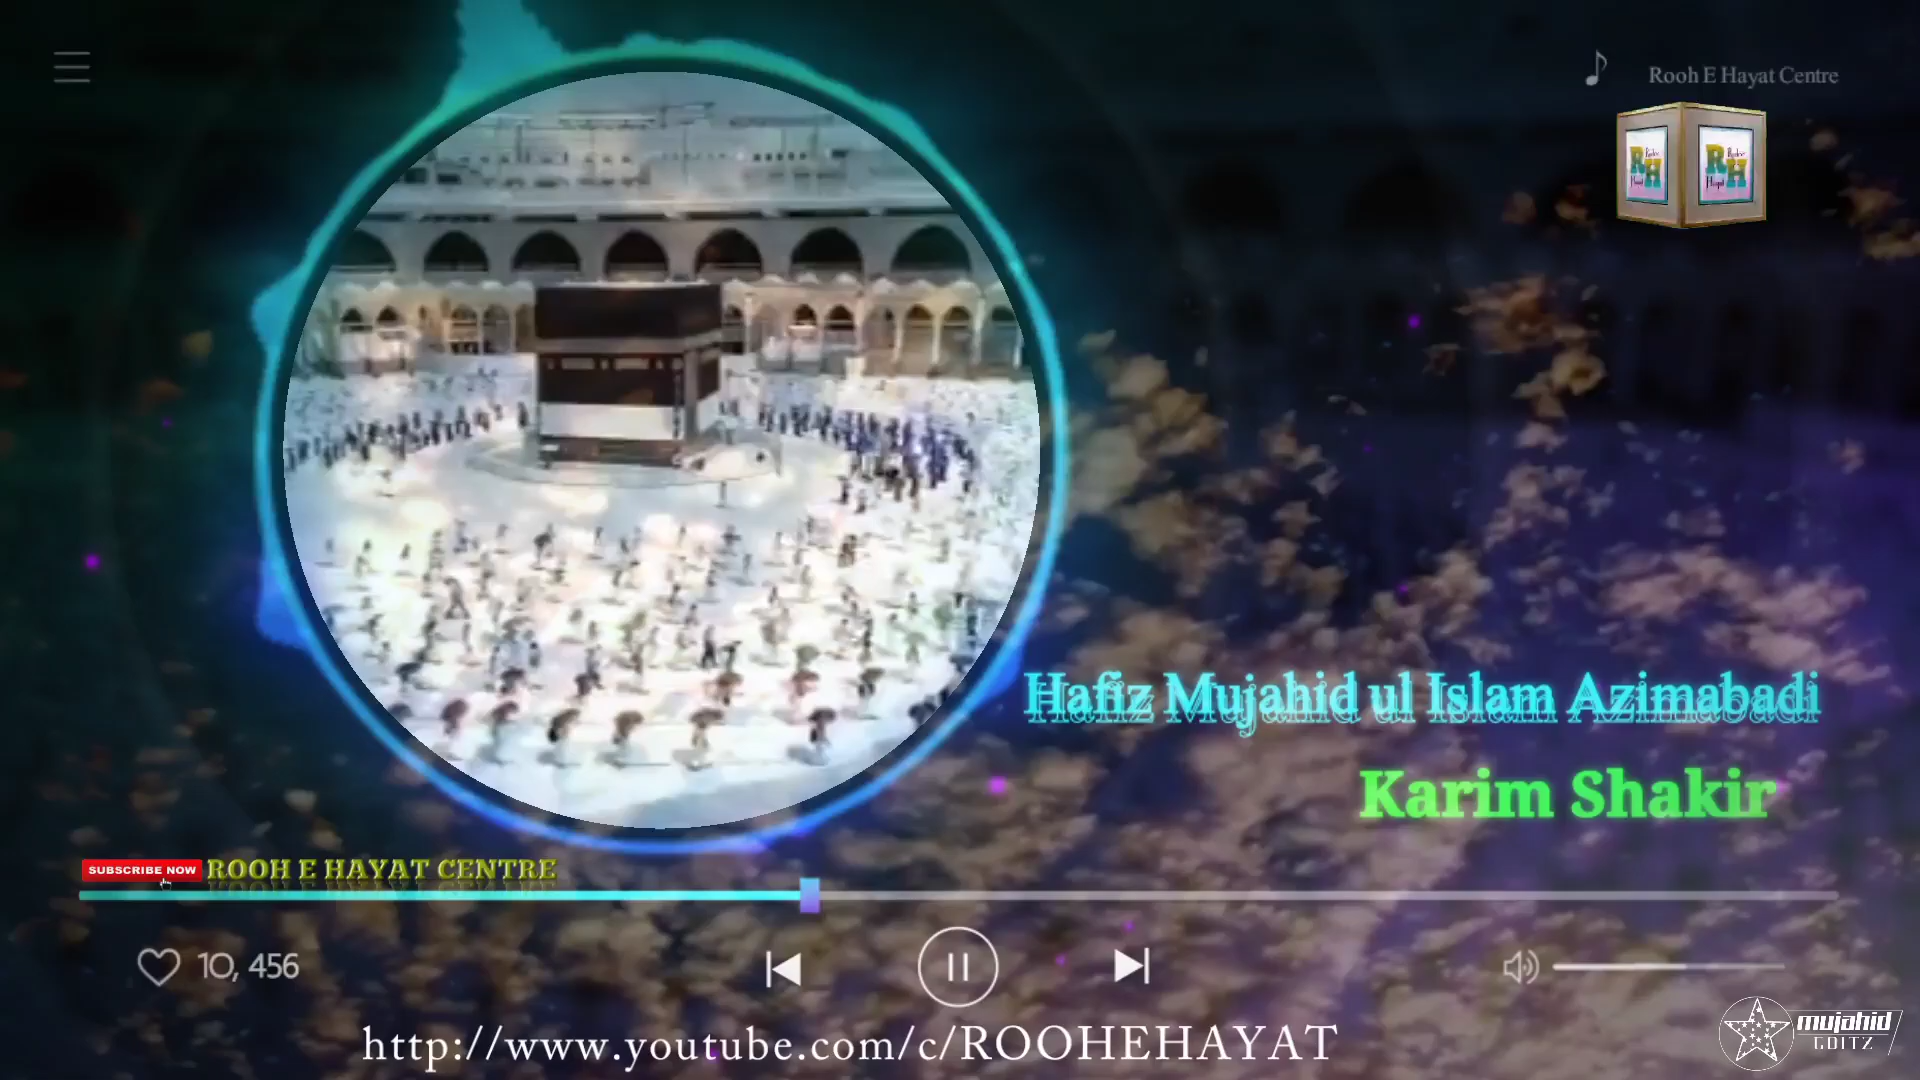 Rooh E Hayat Centre
R H
Hayat
Hafiz Mujahid ul Islam Azimabadi
Karim Shakir
SUBSCRIBE NOW ROOH E HAYAT CENTRE
10, 456
http://www.youtube.com/c/ROOHEHAYAT
mujahid